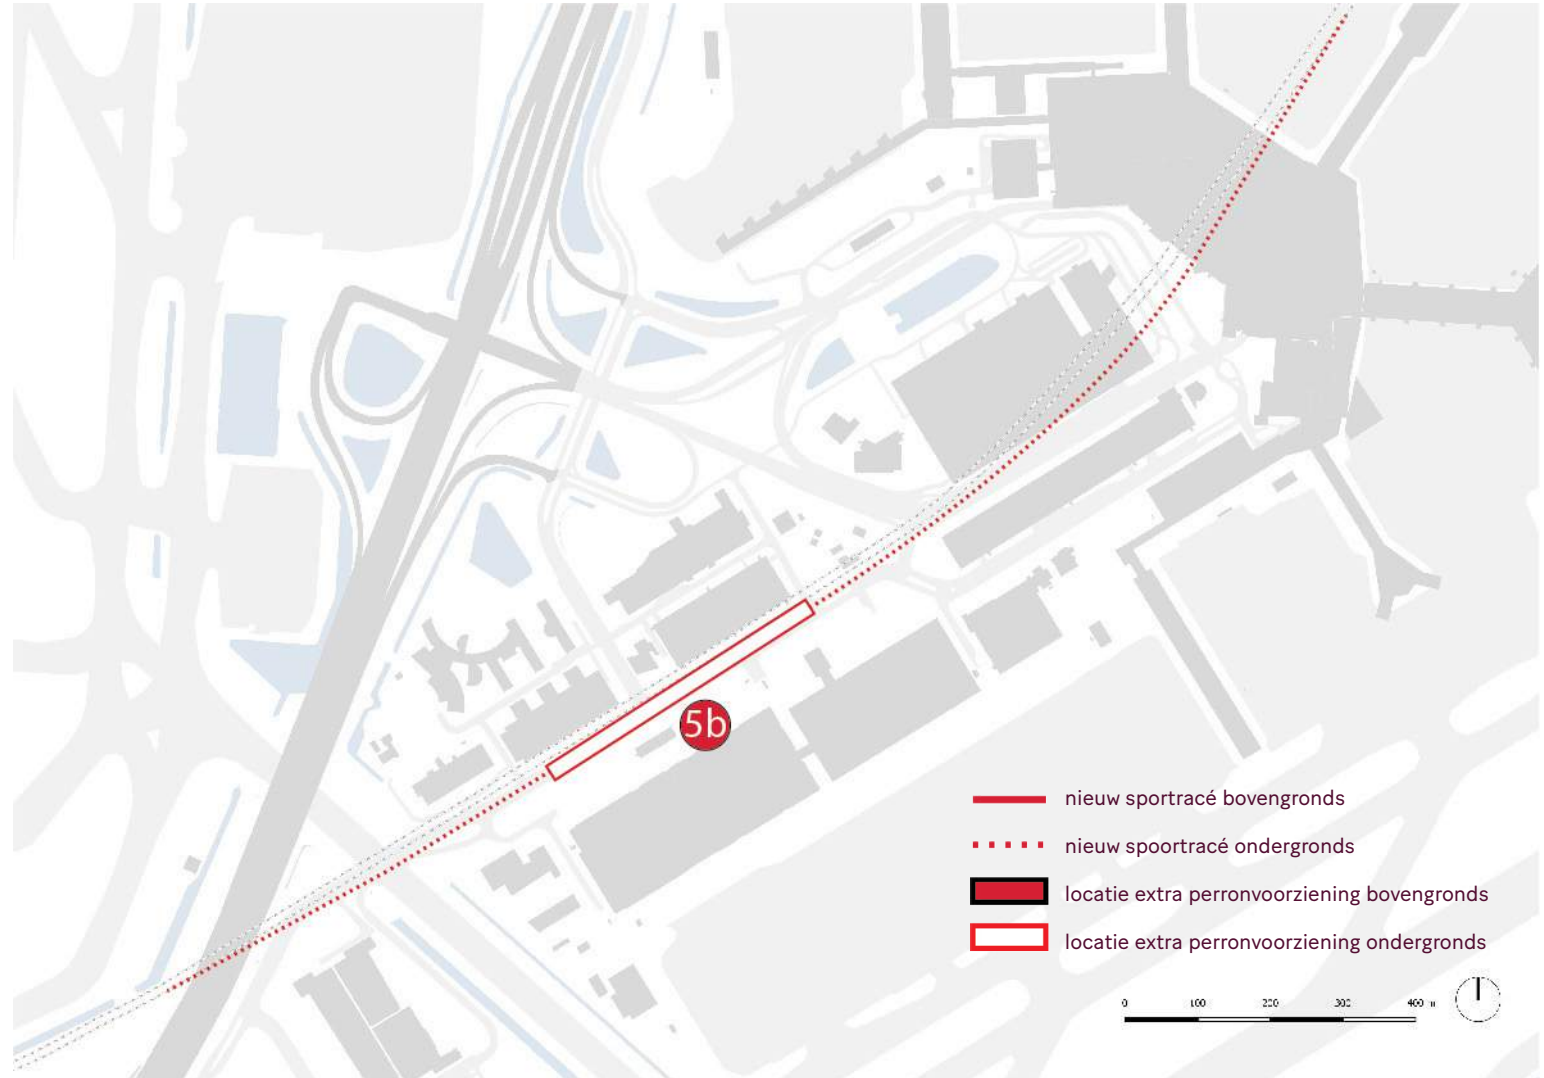 5b
nieuw sportracé bovengronds
nieuw spoortracé ondergronds
locatie extra perronvoorziening bovengronds
locatie extra perronvoorziening ondergronds
0 100 200 300 400 m